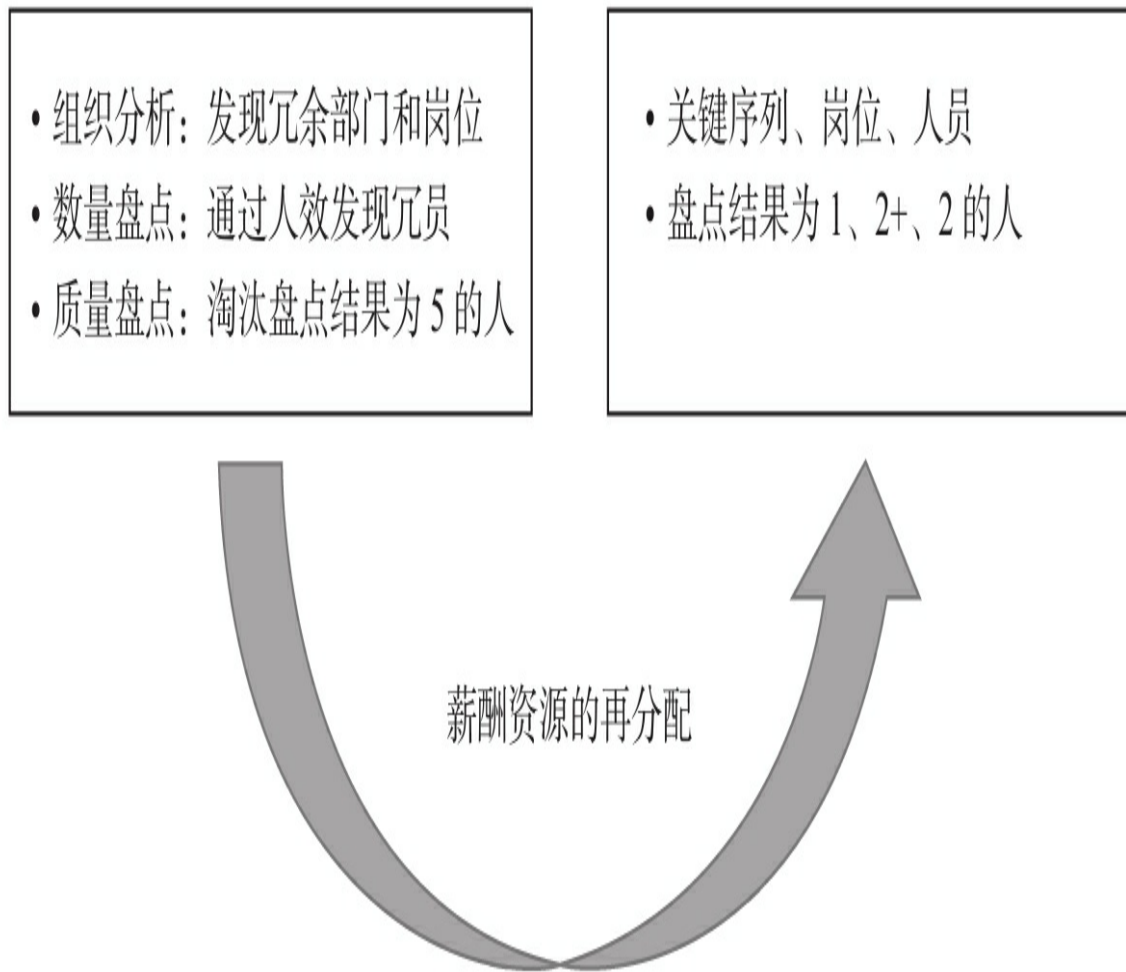 • 组织分析：发现冗余部门和岗位
• 数量盘点：通过人效发现冗员
• 质量盘点：淘汰盘点结果为 5 的人
• 关键序列、岗位、人员
• 盘点结果为 1、2+、2 的人
薪酬资源的再分配